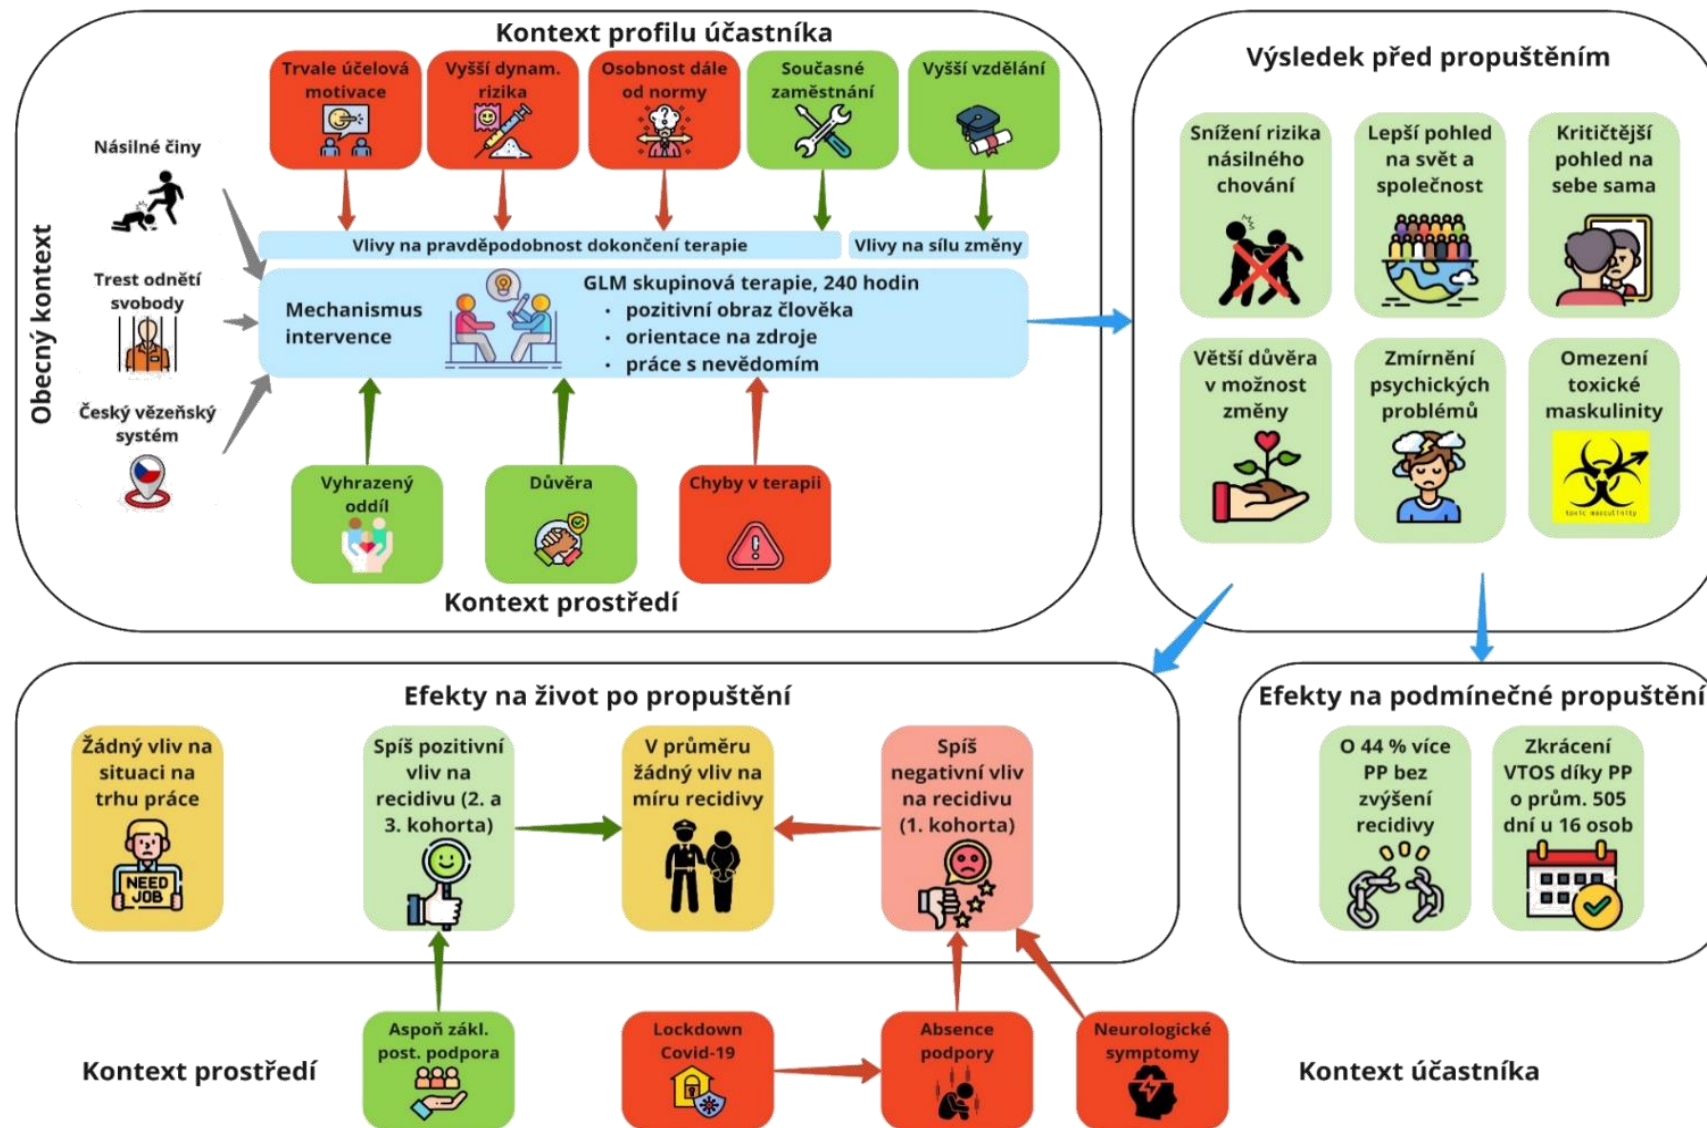 Kontext profilu účastníka
Trvale účelová
motivace
Vyšší dynam.
rizika
Osobnost dále
od normy
Současné
zaměstnání
Vyšší vzdělání
Obecný kontext
Násilné činy
Trest odnětí
svobody
Český vězeňský
systém
Vlivy na pravděpodobnost dokončení terapie
Vlivy na sílu změny
Mechanismus
intervence
GLM skupinová terapie, 240 hodin
· pozitivní obraz člověka
· orientace na zdroje
· práce s nevědomím
Vyhrazený
oddíl
Důvěra
Chyby v terapii
Kontext prostředí
Výsledek před propuštěním
Snížení rizika
násilného
chování
Lepší pohled
na svět a
společnost
Kritičtější
pohled na
sebe sama
Větší důvěra
v možnost
změny
Zmírnění
psychických
problémů
Omezení
toxické
maskulinity
toxic masculinity
Efekty na život po propuštění
Žádný vliv na
situaci na
trhu práce
NEED
JOB
Spíš pozitivní
vliv na
recidivu (2. a
3. kohorta)
V průměru
žádný vliv na
míru recidivy
Spíš
negativní vliv
na recidivu
(1. kohorta)
Efekty na podmínečné propuštění
O 44 % více
PP bez
zvýšení
recidivy
Zkrácení
VTOS díky PP
o prům. 505
dní u 16 osob
Kontext prostředí
Aspoň zákl.
post. podpora
Lockdown
Covid-19
Absence
podpory
Neurologické
symptomy
Kontext účastníka